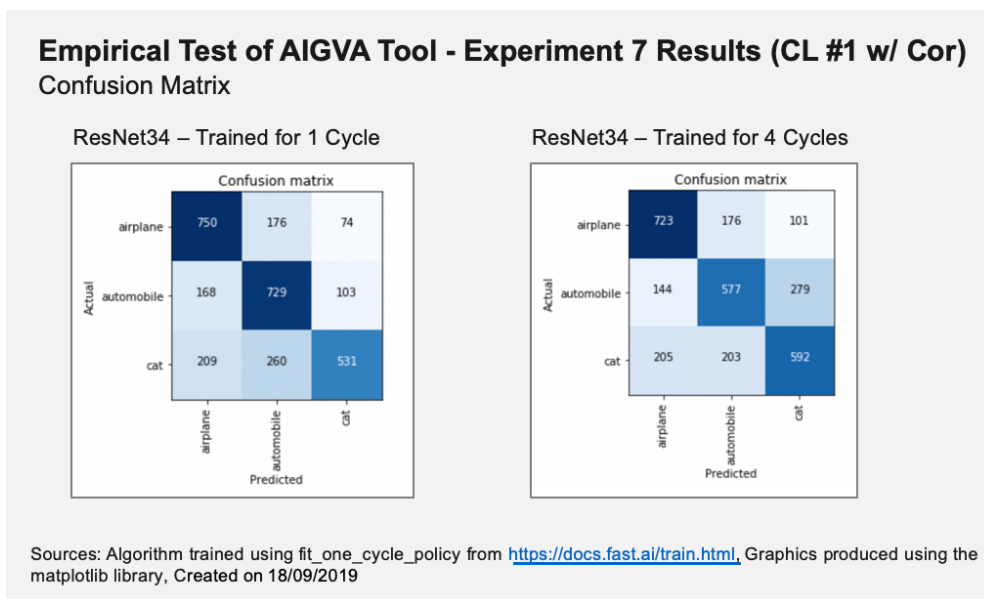 Empirical Test of AIGVA Tool - Experiment 7 Results (CL #1 w/ Cor)
Confusion Matrix
ResNet34 – Trained for 1 Cycle
Confusion matrix
airplane 750 176 74
automobile 168 729 103
cat 209 260 531
Actual
airplane automobile cat
Predicted
ResNet34 – Trained for 4 Cycles
Confusion matrix
airplane 723 176 101
automobile 144 577 279
cat 205 203 592
Actual
airplane automobile cat
Predicted
Sources: Algorithm trained using fit_one_cycle_policy from https://docs.fast.ai/train.html, Graphics produced using the
matplotlib library, Created on 18/09/2019